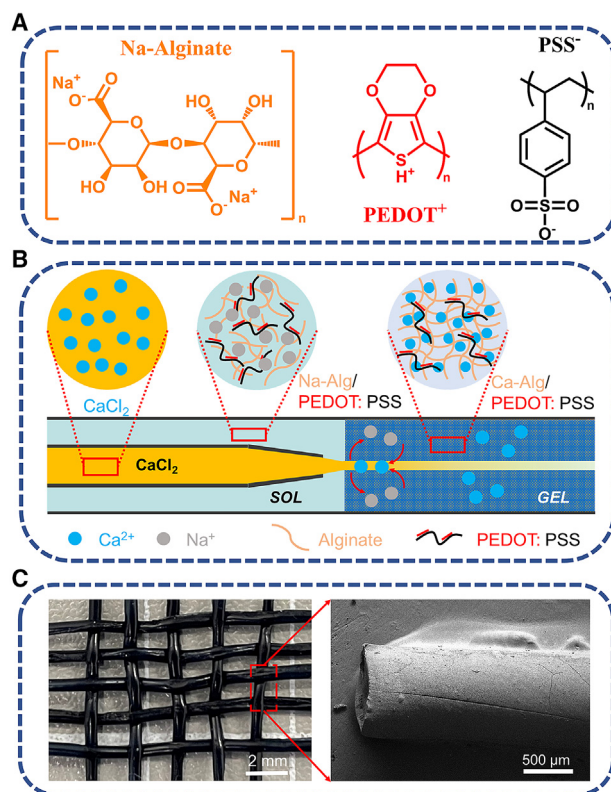 A
Na-Alginate
PSS⁻
Na⁺
O
O⁻
HO
OH
O
O
O
O
HO
OH
O
O⁻
Na⁺
n
O
O
S
H⁺
n
PEDOT⁺
n
O=S=O
O⁻
B
CaCl₂
Na-Alg/
PEDOT: PSS
Ca-Alg/
PEDOT: PSS
CaCl₂
SOL
GEL
Ca²⁺
Na⁺
Alginate
PEDOT: PSS
C
2 mm
500 μm